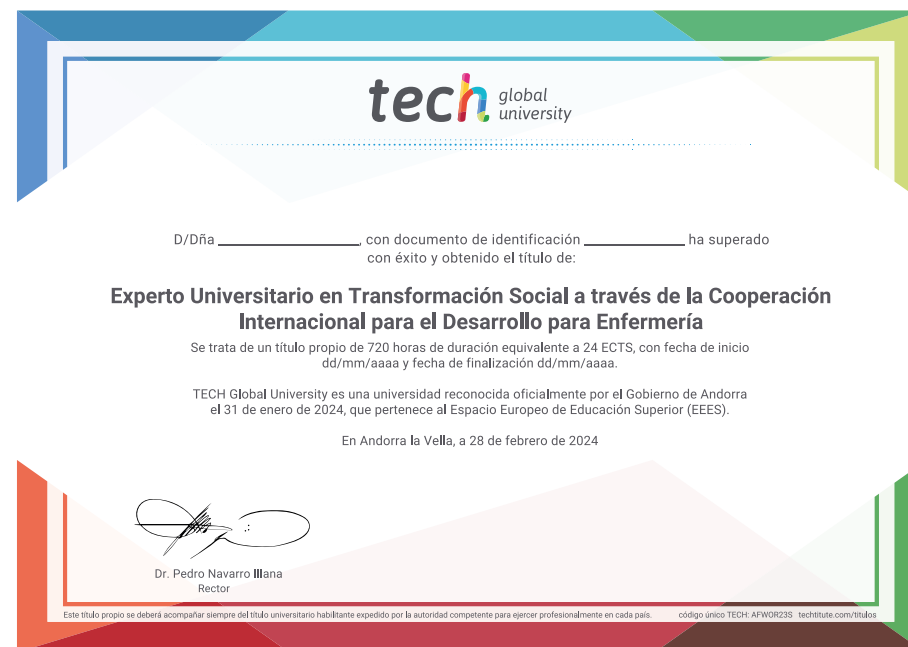 tech global university
D/Dña ____________________, con documento de identificación ______________ ha superado
con éxito y obtenido el título de:
Experto Universitario en Transformación Social a través de la Cooperación
Internacional para el Desarrollo para Enfermería
Se trata de un título propio de 720 horas de duración equivalente a 24 ECTS, con fecha de inicio
dd/mm/aaaa y fecha de finalización dd/mm/aaaa.
TECH Global University es una universidad reconocida oficialmente por el Gobierno de Andorra
el 31 de enero de 2024, que pertenece al Espacio Europeo de Educación Superior (EEES).
En Andorra la Vella, a 28 de febrero de 2024
Dr. Pedro Navarro Illana
Rector
Este título propio se deberá acompañar siempre del título universitario habilitante expedido por la autoridad competente para ejercer profesionalmente en cada país. código único TECH: AFWOR23S techtitute.com/titulos